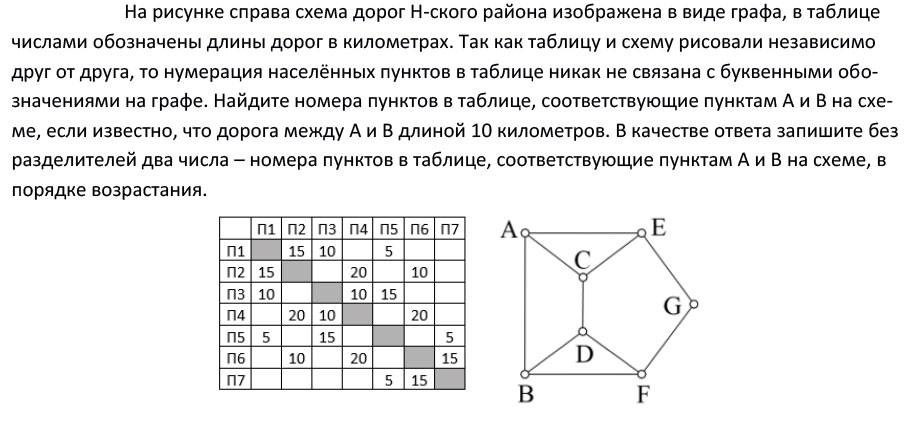 На рисунке справа схема дорог Н-ского района изображена в виде графа, в таблице
числами обозначены длины дорог в километрах. Так как таблицу и схему рисовали независимо
друг от друга, то нумерация населённых пунктов в таблице никак не связана с буквенными обо-
значениями на графе. Найдите номера пунктов в таблице, соответствующие пунктам A и B на схе-
ме, если известно, что дорога между A и B длиной 10 километров. В качестве ответа запишите без
разделителей два числа – номера пунктов в таблице, соответствующие пунктам A и B на схеме, в
порядке возрастания.
П1 П2 П3 П4 П5 П6 П7
П1 15 10 5
П2 15 20 10
П3 10 10 15
П4 20 10 20
П5 5 15 5
П6 10 20 15
П7 5 15
A E
C
G
D
B F